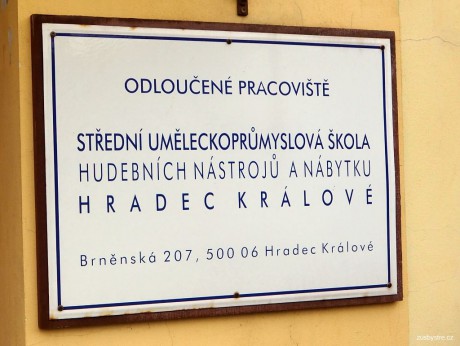 ODLOUČENÉ PRACOVIŠTĚ
STŘEDNÍ UMĚLECKOPRŮMYSLOVÁ ŠKOLA
HUDEBNÍCH NÁSTROJŮ A NÁBYTKU
HRADEC KRÁLOVÉ
Brněnská 207, 500 06 Hradec Králové